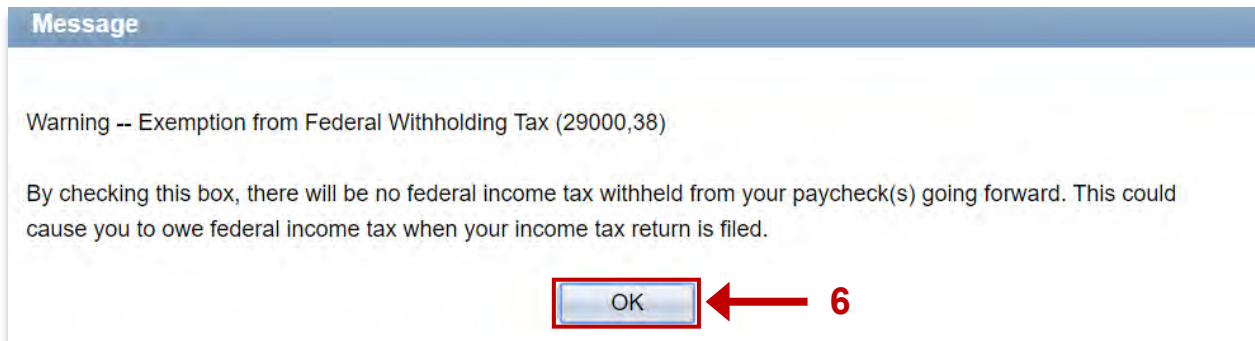 Message
Warning -- Exemption from Federal Withholding Tax (29000,38)
By checking this box, there will be no federal income tax withheld from your paycheck(s) going forward. This could
cause you to owe federal income tax when your income tax return is filed.
OK 6